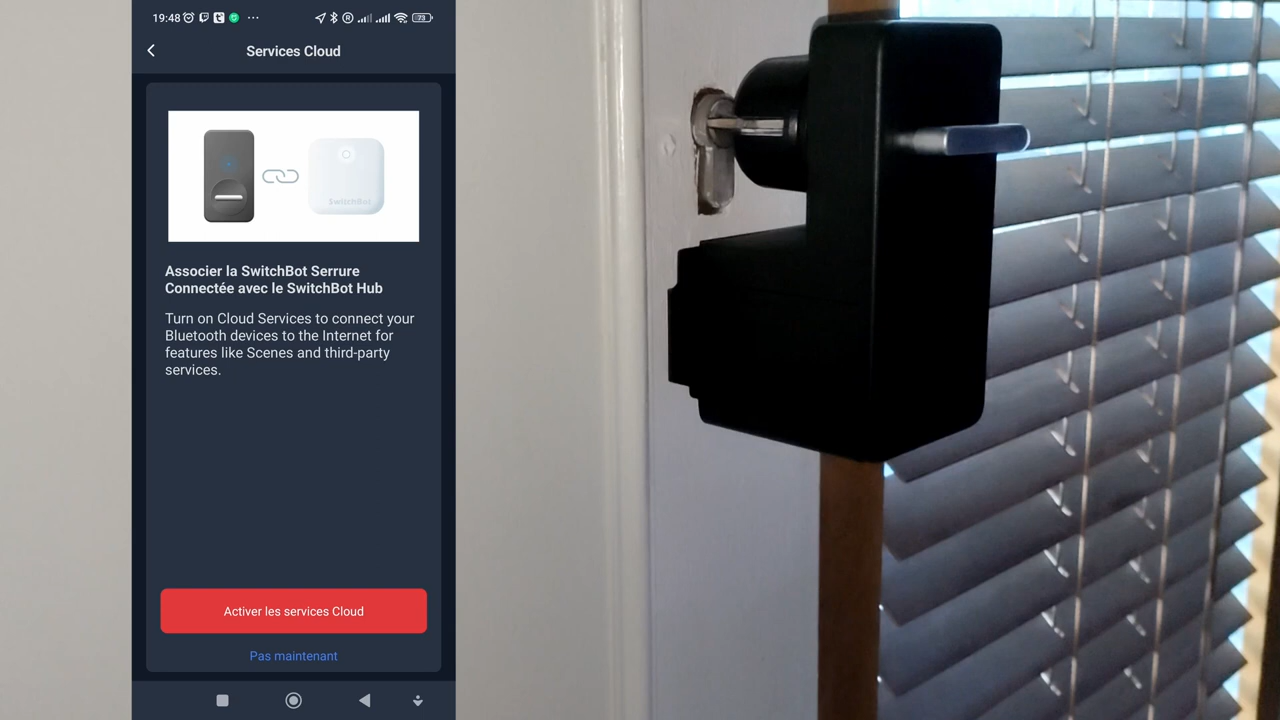 19:48
73
Services Cloud
SwitchBot
Associer la SwitchBot Serrure
Connectée avec le SwitchBot Hub
Turn on Cloud Services to connect your
Bluetooth devices to the Internet for
features like Scenes and third-party
services.
Activer les services Cloud
Pas maintenant